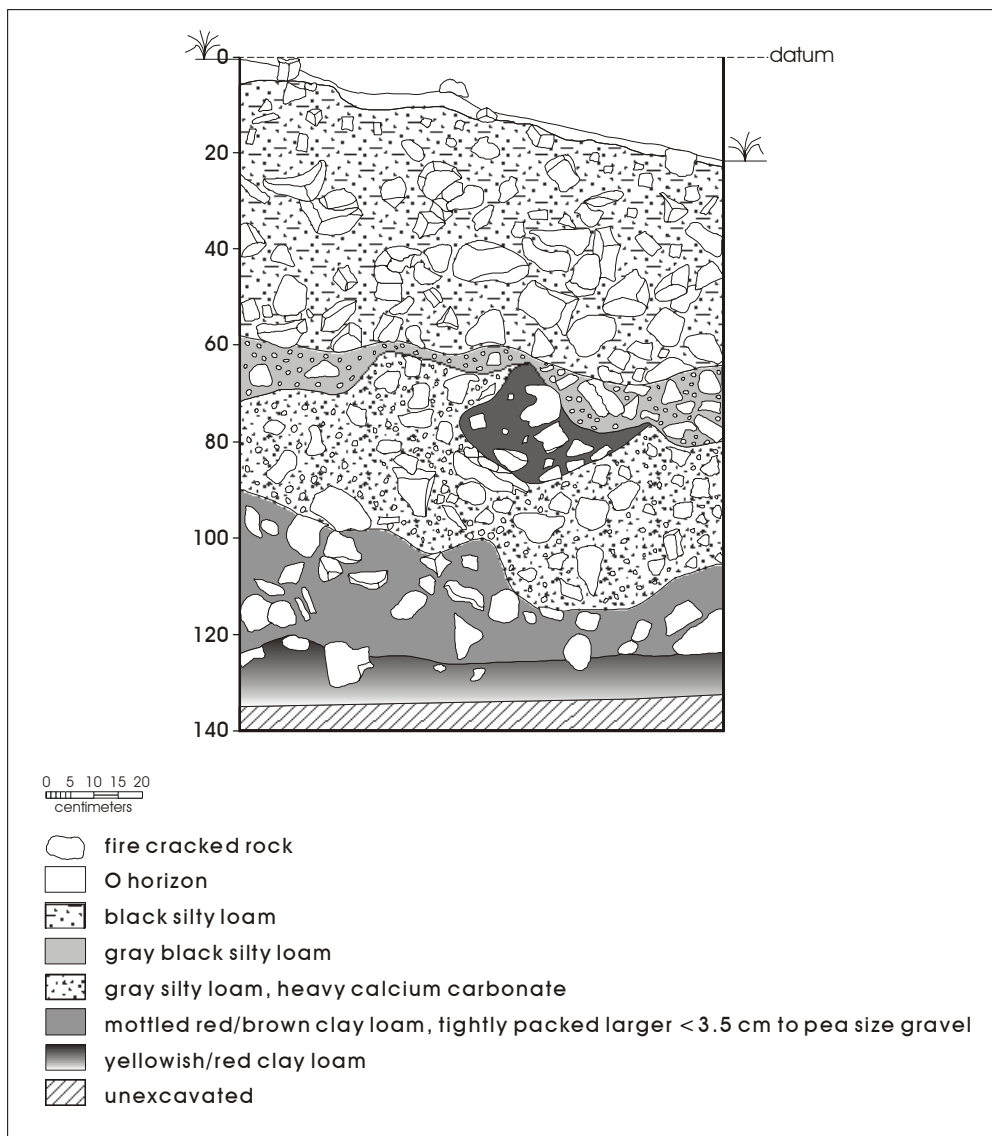 0
datum
20
40
60
80
100
120
140
0 5 10 15 20
centimeters
fire cracked rock
O horizon
black silty loam
gray black silty loam
gray silty loam, heavy calcium carbonate
mottled red/brown clay loam, tightly packed larger <3.5 cm to pea size gravel
yellowish/red clay loam
unexcavated